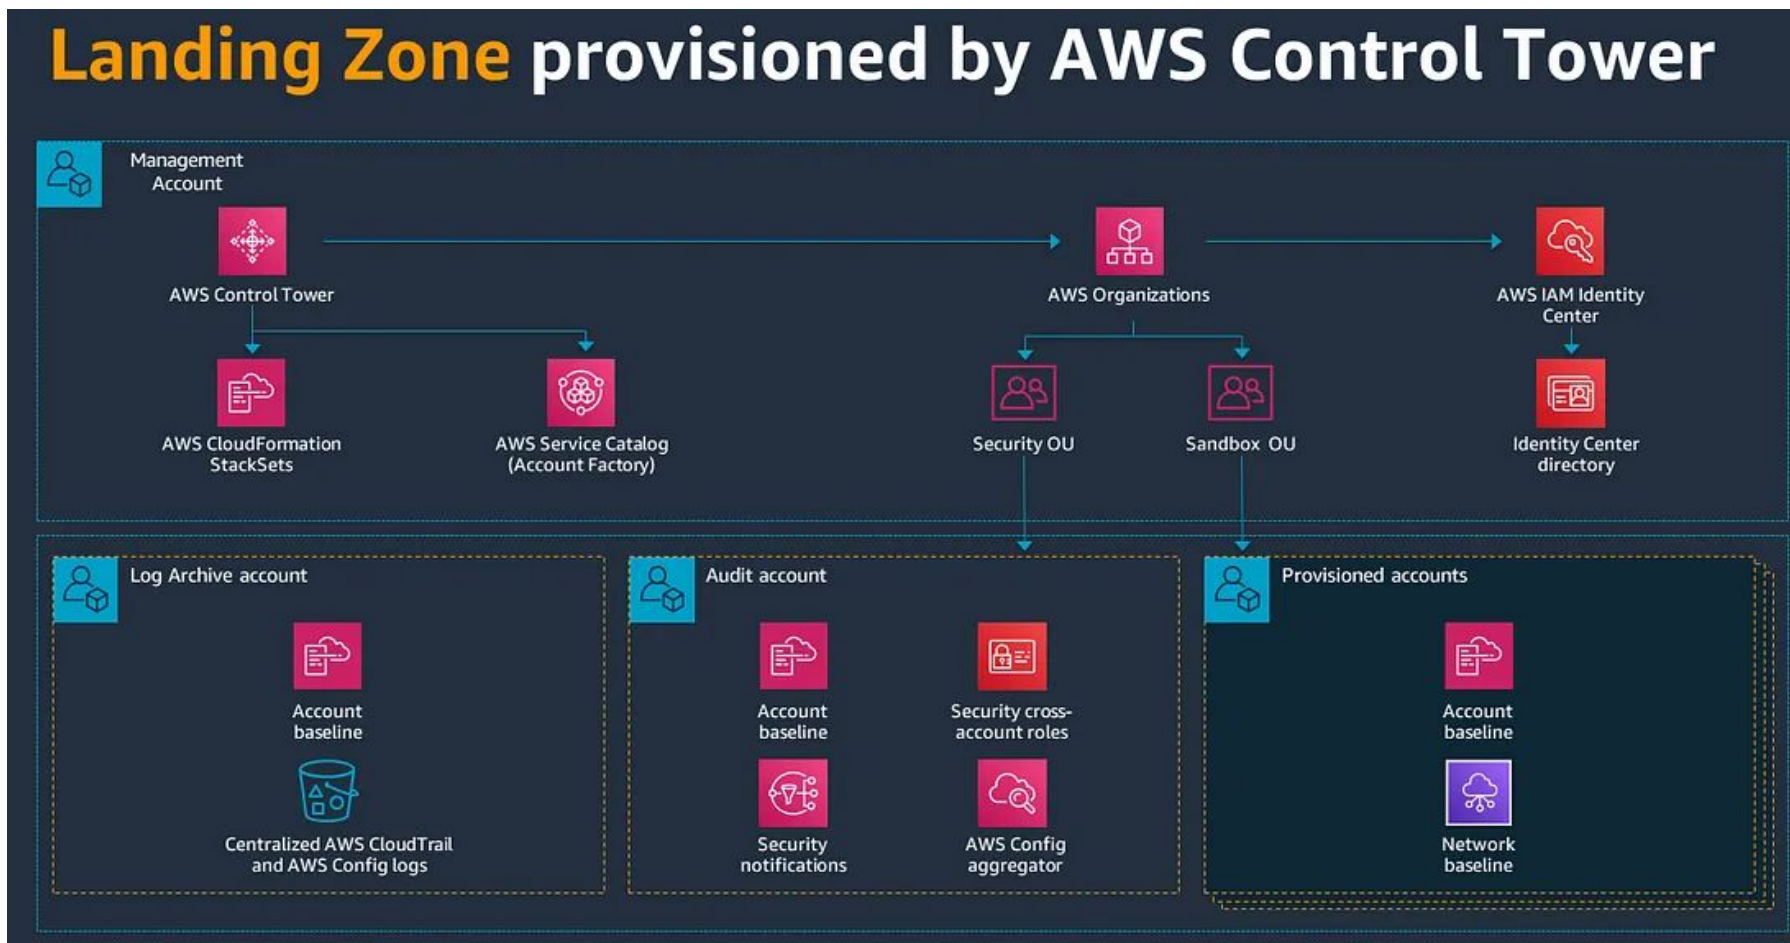 Landing Zone provisioned by AWS Control Tower
Management
Account
AWS Control Tower
AWS Organizations
AWS IAM Identity
Center
AWS CloudFormation
StackSets
AWS Service Catalog
(Account Factory)
Security OU
Sandbox OU
Identity Center
directory
Log Archive account
Account
baseline
Centralized AWS CloudTrail
and AWS Config logs
Audit account
Account
baseline
Security cross-
account roles
Security
notifications
AWS Config
aggregator
Provisioned accounts
Account
baseline
Network
baseline